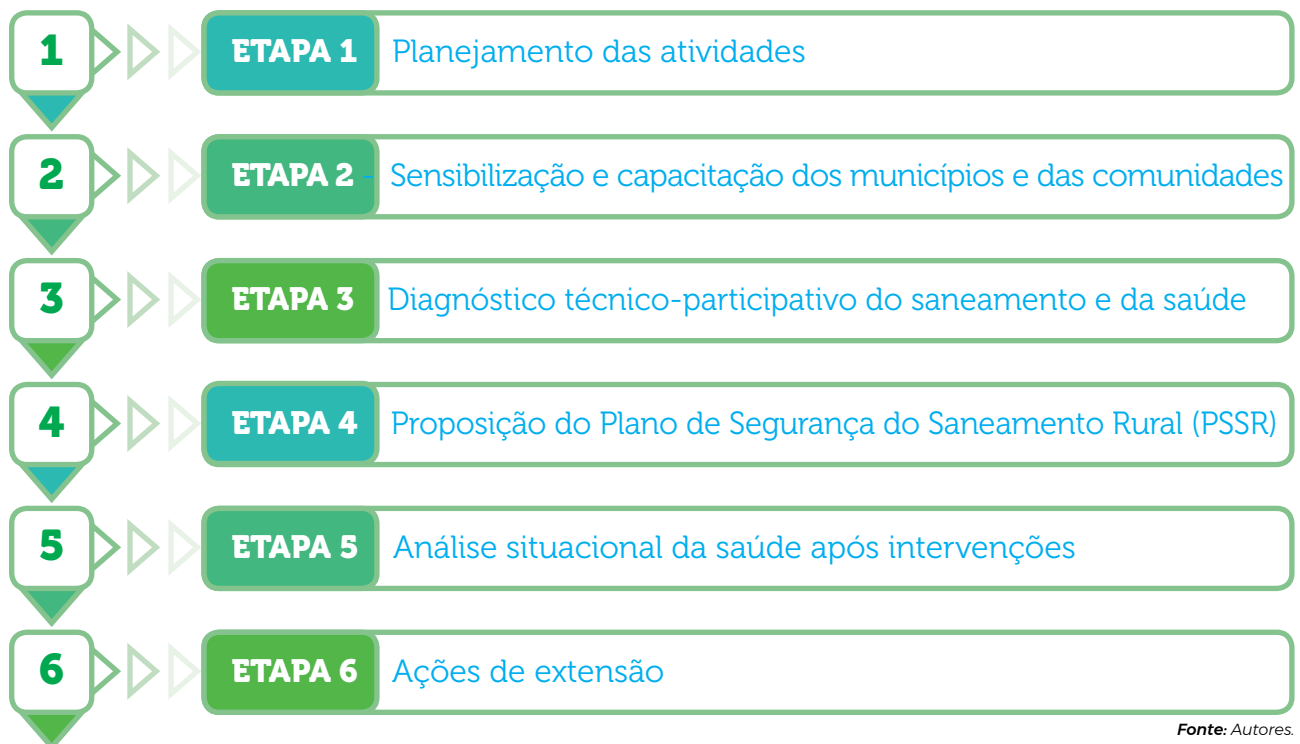 1 ETAPA 1 Planejamento das atividades
2 ETAPA 2 - Sensibilização e capacitação dos municípios e das comunidades
3 ETAPA 3 Diagnóstico técnico-participativo do saneamento e da saúde
4 ETAPA 4 Proposição do Plano de Segurança do Saneamento Rural (PSSR)
5 ETAPA 5 Análise situacional da saúde após intervenções
6 ETAPA 6 Ações de extensão
Fonte: Autores.